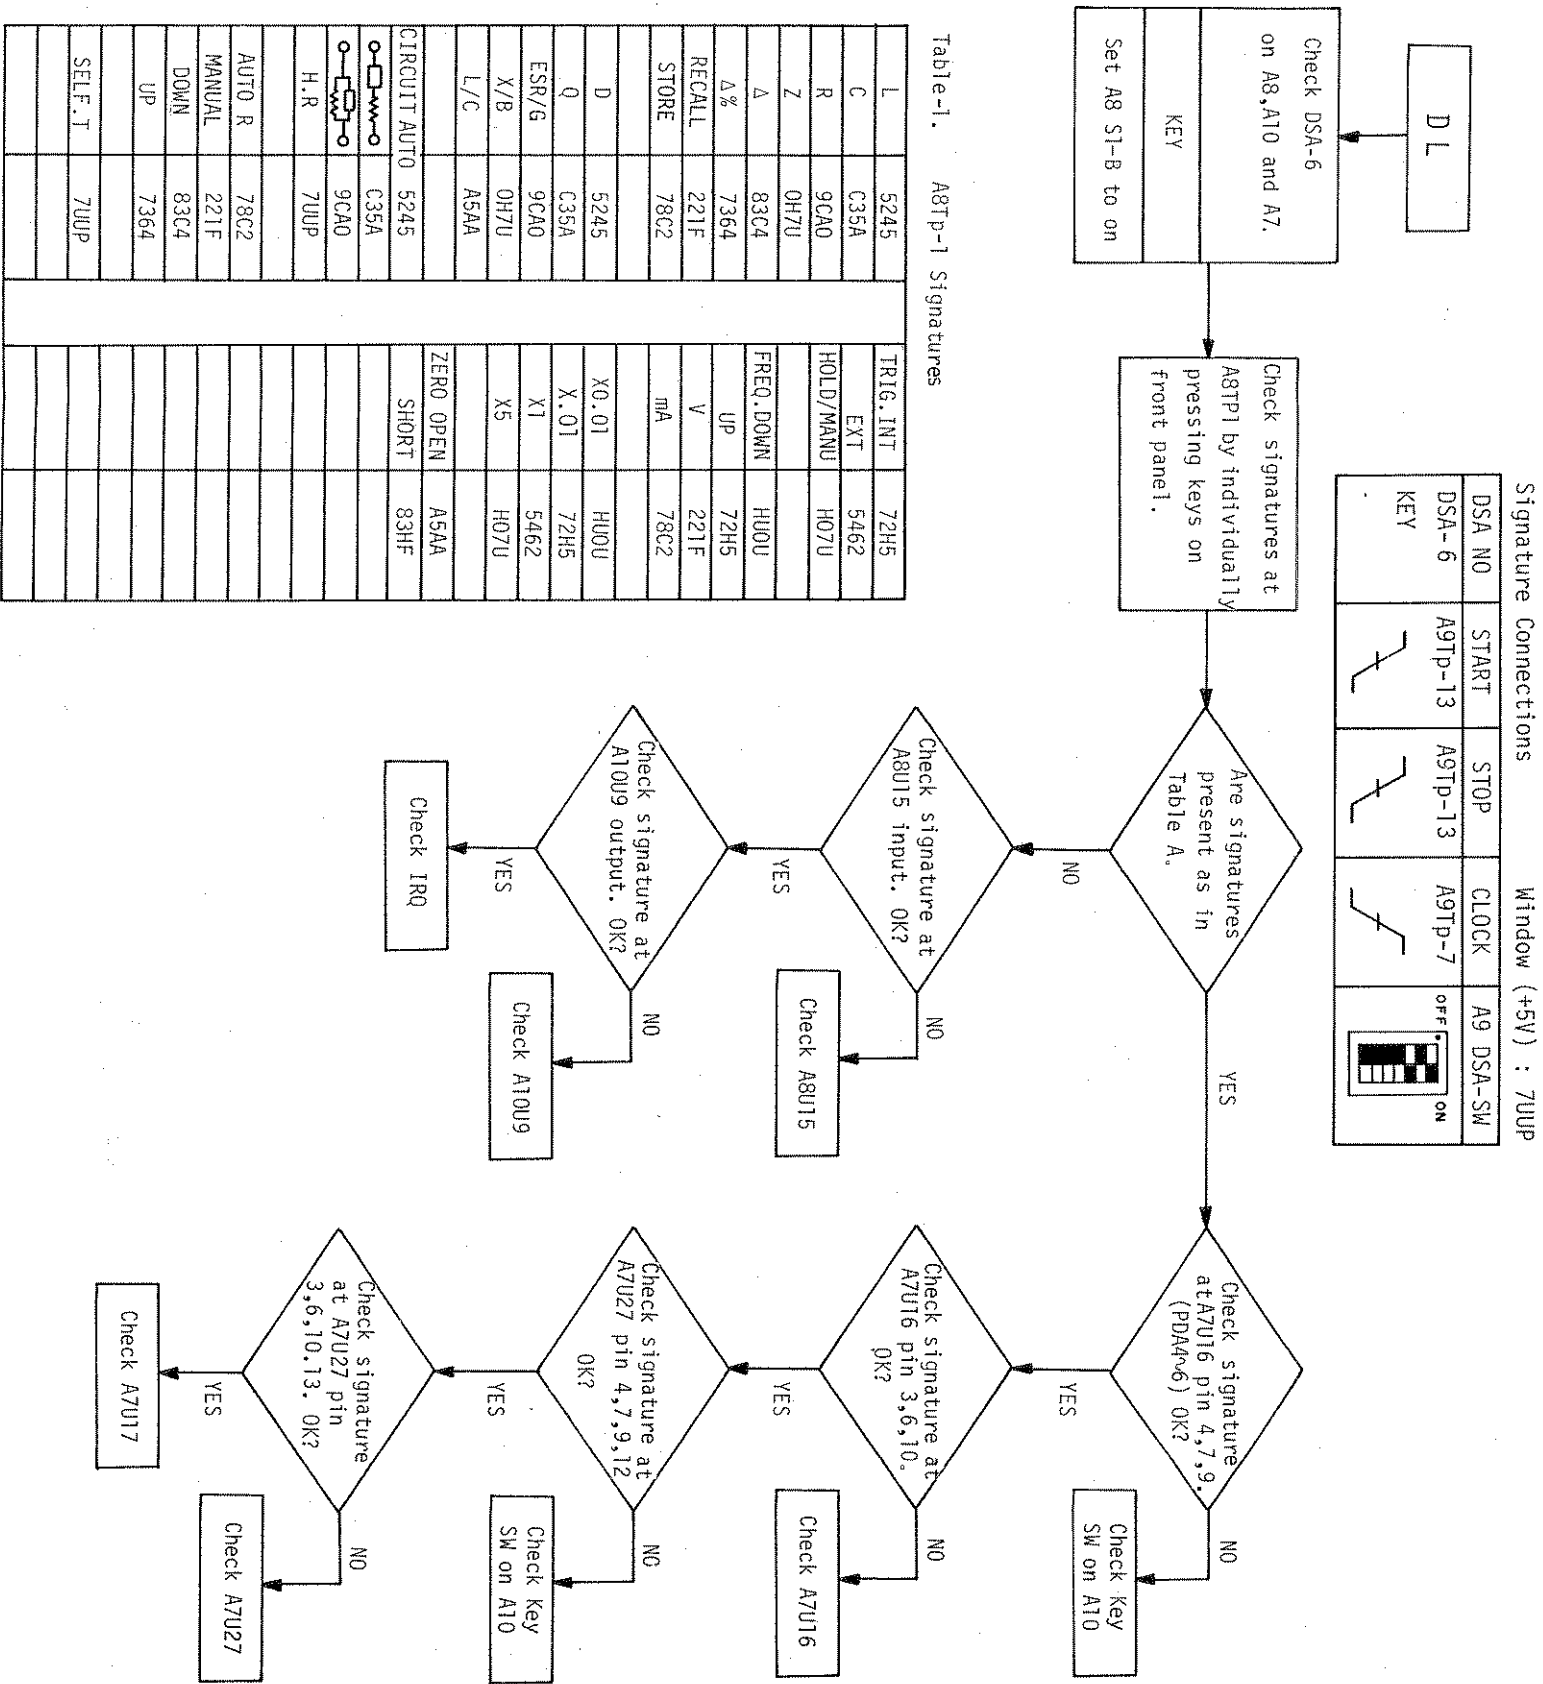 D L
Check DSA-6
on A8,A10 and A7.
KEY
Set A8 S1-B to on
Check signatures at
A8TP1 by individually
pressing keys on
front panel.
Signature Connections Window (+5V) : 7UUP
DSA NO START STOP CLOCK A9 DSA-SW
DSA-6 A9Tp-13 A9Tp-13 A9Tp-7 OFF
KEY ON
Are signatures
present as in
Table A.
NO
YES
Check signature at
A8U15 input. OK?
NO
Check A8U15
YES
Check signature at
A10U9 output. OK?
NO
Check A10U9
YES
Check IRQ
Check signature
atA7U16 pin 4,7,9.
(PDA4~6) OK?
NO
Check Key
SW on A10
YES
Check signature at
A7U16 pin 3,6,10.
OK?
NO
Check A7U16
YES
Check signature at
A7U27 pin 4,7,9,12
OK?
NO
Check Key
SW on A10
YES
Check signature
at A7U27 pin
3,6,10.13. OK?
NO
Check A7U27
YES
Check A7U17
Table-1. A8Tp-1 Signatures
L 5245 TRIG.INT 72H5
C C35A EXT 5462
R 9CA0 HOLD/MANU H07U
Z 0H7U
Δ 83C4 FREQ.DOWN HU0U
Δ% 7364 UP 72H5
RECALL 221F V 221F
STORE 78C2 mA 78C2
D 5245 X0.01 HU0U
Q C35A X.01 72H5
ESR/G 9CA0 X1 5462
X/B 0H7U X5 H07U
L/C A5AA
ZERO OPEN A5AA
CIRCUIT AUTO 5245 SHORT 83HF
C35A
9CA0
H.R 7UUP
AUTO R 78C2
MANUAL 221F
DOWN 83C4
UP 7364
SELF.T 7UUP